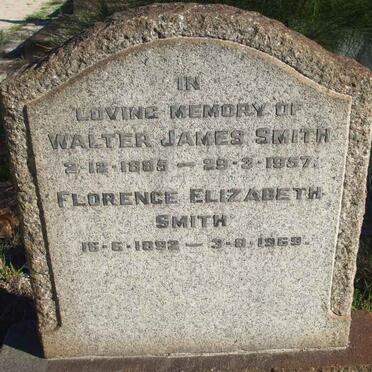 IN
LOVING MEMORY OF
WALTER JAMES SMITH
2-12-1885 — 29-3-1957.
FLORENCE ELIZABETH
SMITH
16-6-1892 — 3-8-1969.